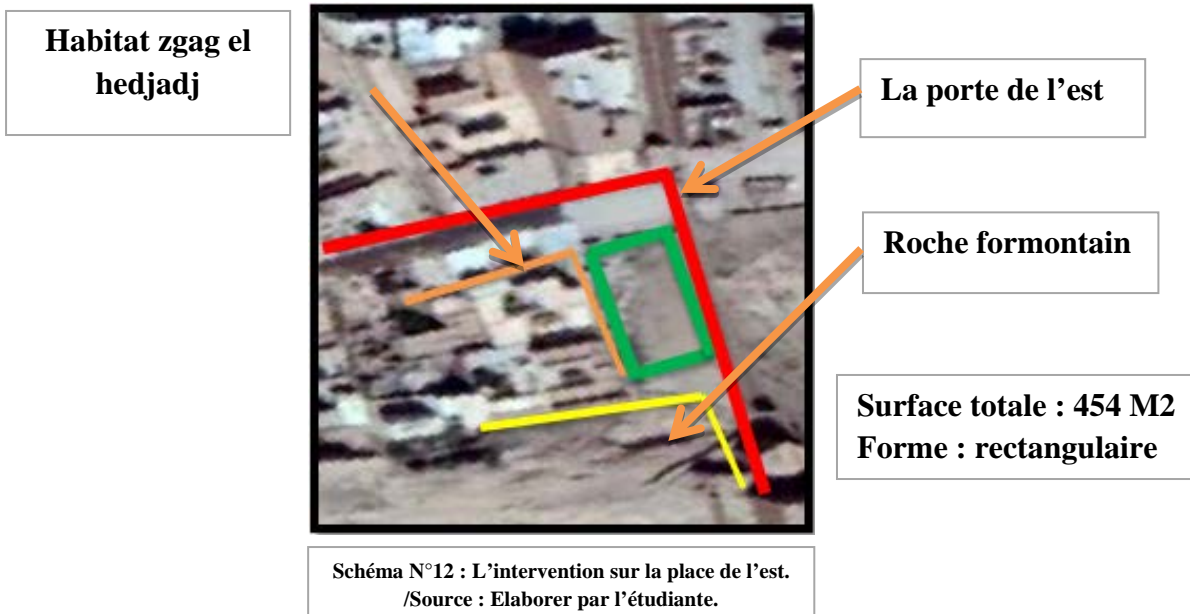 Habitat zgag el
hedjadj
La porte de l’est
Roche formontain
Surface totale : 454 M2
Forme : rectangulaire
Schéma N°12 : L’intervention sur la place de l’est.
/Source : Elaborer par l’étudiante.